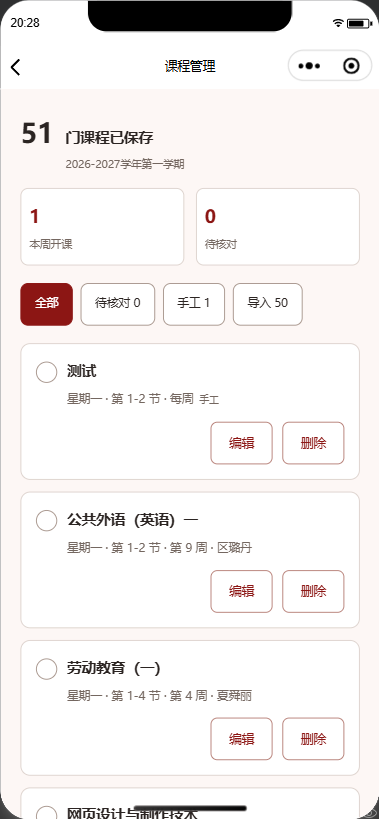 20:28
课程管理
51 门课程已保存
2026-2027学年第一学期
1
本周开课
0
待核对
全部 待核对 0 手工 1 导入 50
测试
星期一 · 第 1-2 节 · 每周 手工
编辑 删除
公共外语（英语）一
星期一 · 第 1-2 节 · 第 9 周 · 区璐丹
编辑 删除
劳动教育（一）
星期一 · 第 1-4 节 · 第 4 周 · 夏舜丽
编辑 删除
网页设计与制作技术